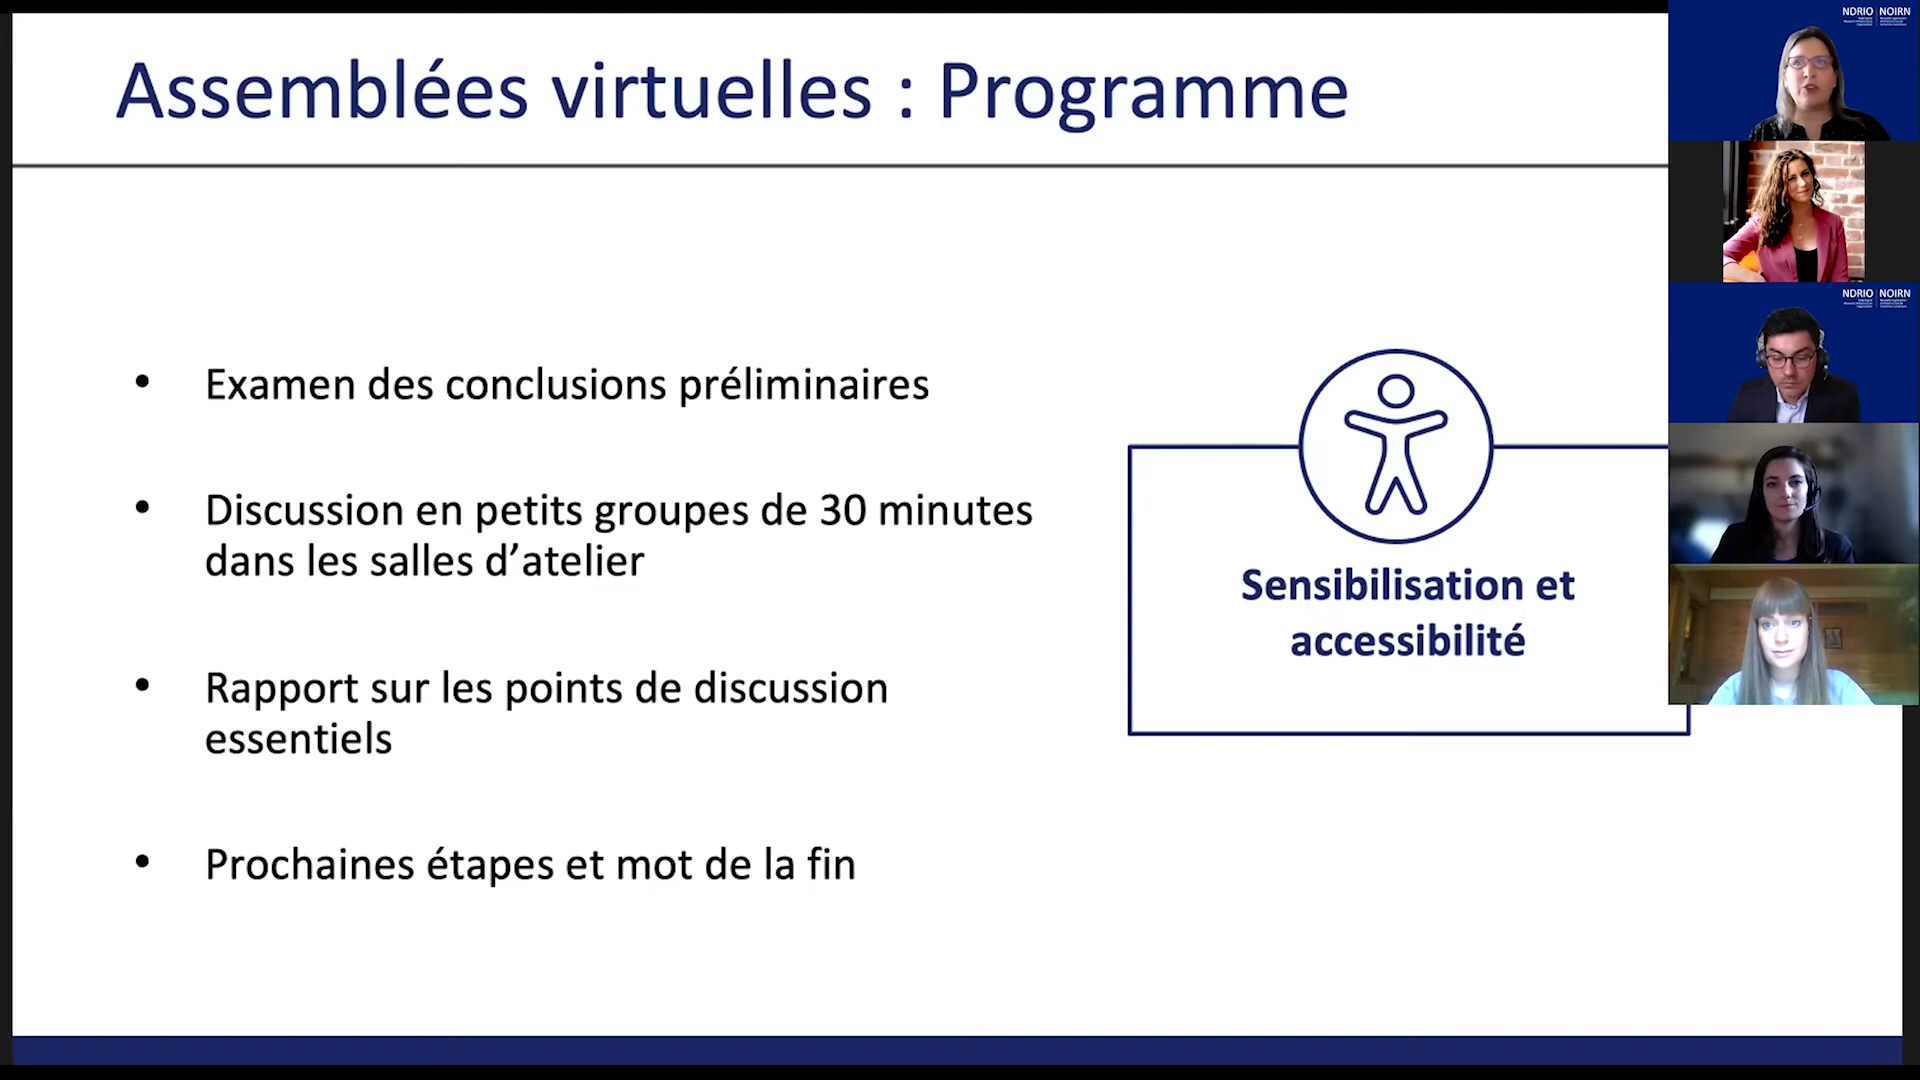 Assemblées virtuelles : Programme
• Examen des conclusions préliminaires
• Discussion en petits groupes de 30 minutes
dans les salles d’atelier
• Rapport sur les points de discussion
essentiels
• Prochaines étapes et mot de la fin
Sensibilisation et
accessibilité
NDRIO NOIRN
NDRIO NOIRN